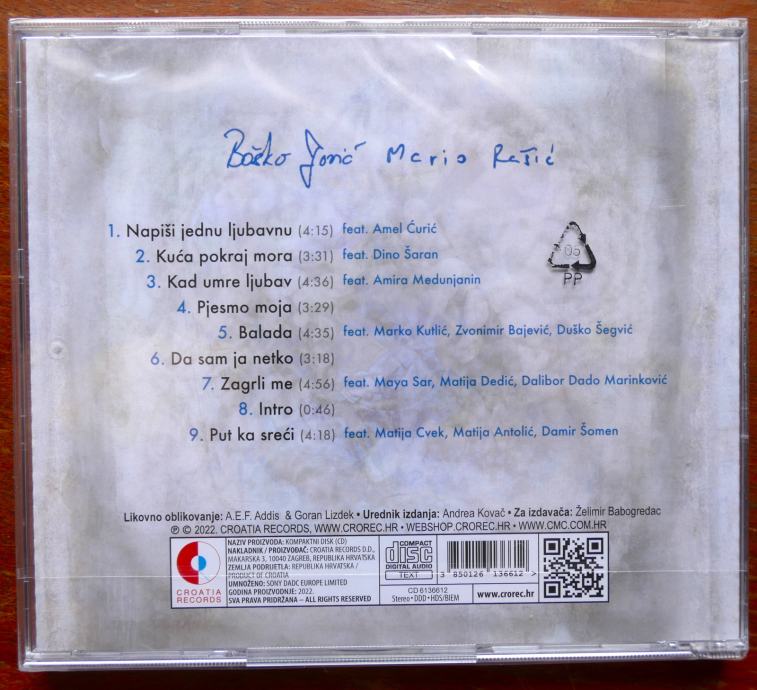 Boško Jović Mario Rašić
1. Napiši jednu ljubavnu (4:15) feat. Amel Ćurić
2. Kuća pokraj mora (3:31) feat. Dino Šaran
3. Kad umre ljubav (4:36) feat. Amira Medunjanin
4. Pjesmo moja (3:29)
5. Balada (4:35) feat. Marko Kutlić, Zvonimir Bajević, Duško Šegvić
6. Da sam ja netko (3:18)
7. Zagrli me (4:56) feat. Maya Sar, Matija Dedić, Dalibor Dado Marinković
8. Intro (0:46)
9. Put ka sreći (4:18) feat. Matija Cvek, Matija Antolić, Damir Šomen
05
PP
Likovno oblikovanje: A.E.F. Addis & Goran Lizdek • Urednik izdanja: Andrea Kovač • Za izdavača: Želimir Babogredac
℗ © 2022. CROATIA RECORDS, WWW.CROREC.HR • WEBSHOP.CROREC.HR • WWW.CMC.COM.HR
CROATIA
RECORDS
NAZIV PROIZVODA: KOMPAKTNI DISK (CD)
NAKLADNIK / PROIZVOĐAČ: CROATIA RECORDS D.D.,
MAKARSKA 3, 10040 ZAGREB, REPUBLIKA HRVATSKA
ZEMLJA PODRIJETLA: REPUBLIKA HRVATSKA /
PRODUCT OF CROATIA
UMNOŽENO: SONY DADC EUROPE LIMITED
GODINA PROIZVODNJE: 2022.
SVA PRAVA PRIDRŽANA – ALL RIGHTS RESERVED
COMPACT
disc
DIGITAL AUDIO
TEXT
CD 6136612
Stereo • DDD • HDS/BIEM
3 850126 136612 >
www.crorec.hr